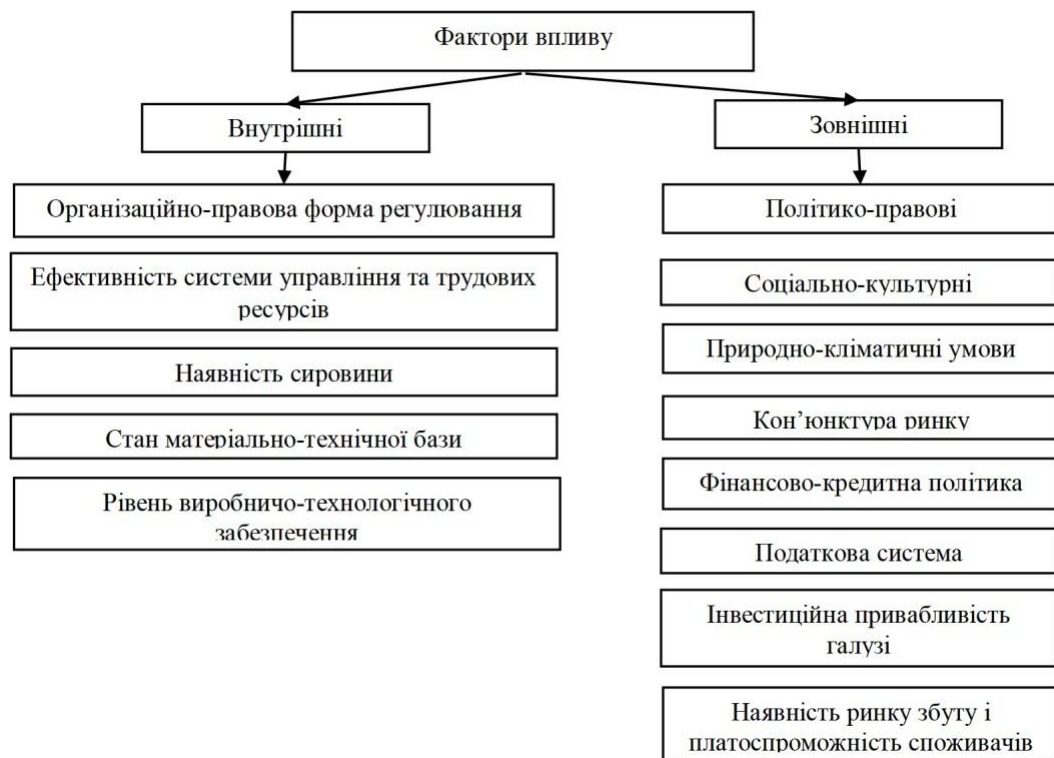 Фактори впливу
Внутрішні
Зовнішні
Організаційно-правова форма регулювання
Ефективність системи управління та трудових
ресурсів
Наявність сировини
Стан матеріально-технічної бази
Рівень виробничо-технологічного
забезпечення
Політико-правові
Соціально-культурні
Природно-кліматичні умови
Кон’юнктура ринку
Фінансово-кредитна політика
Податкова система
Інвестиційна привабливість
галузі
Наявність ринку збуту і
платоспроможність споживачів